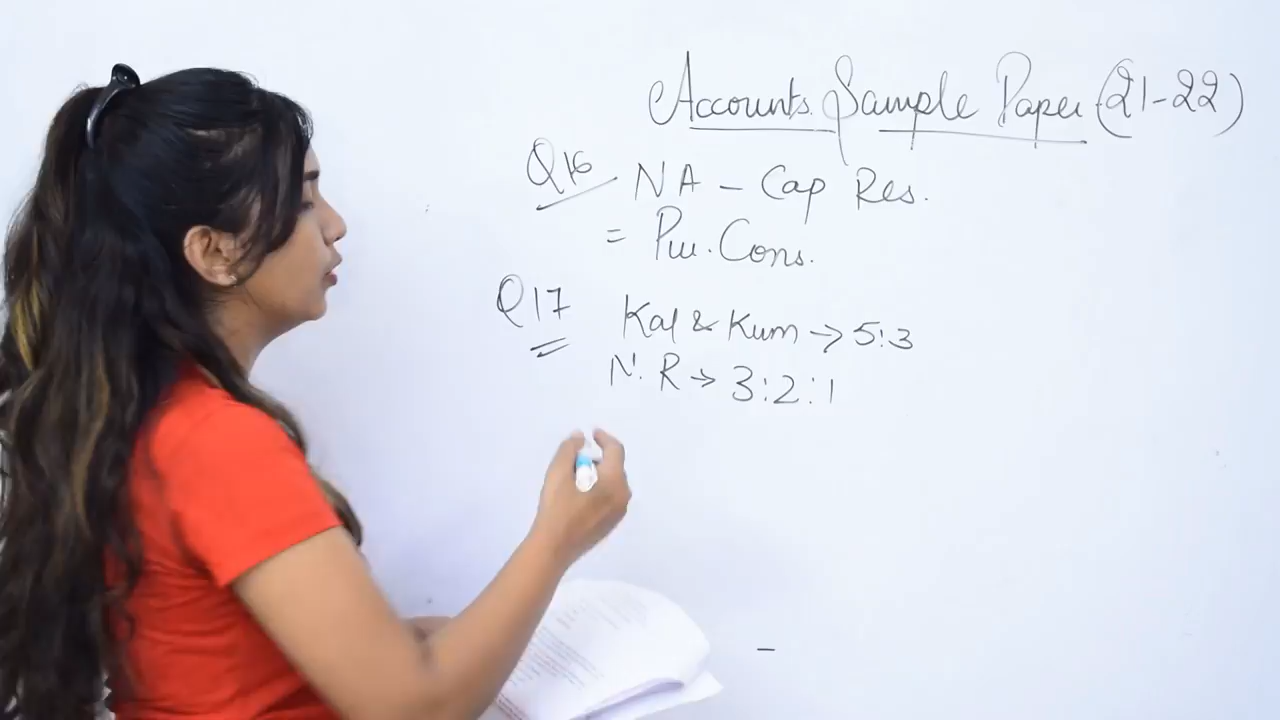 Accounts Sample Paper (21-22)
Q16 NA - Cap Res.
= Pur. Cons.
Q17 Kal & Kum → 5:3
N.R → 3:2:1